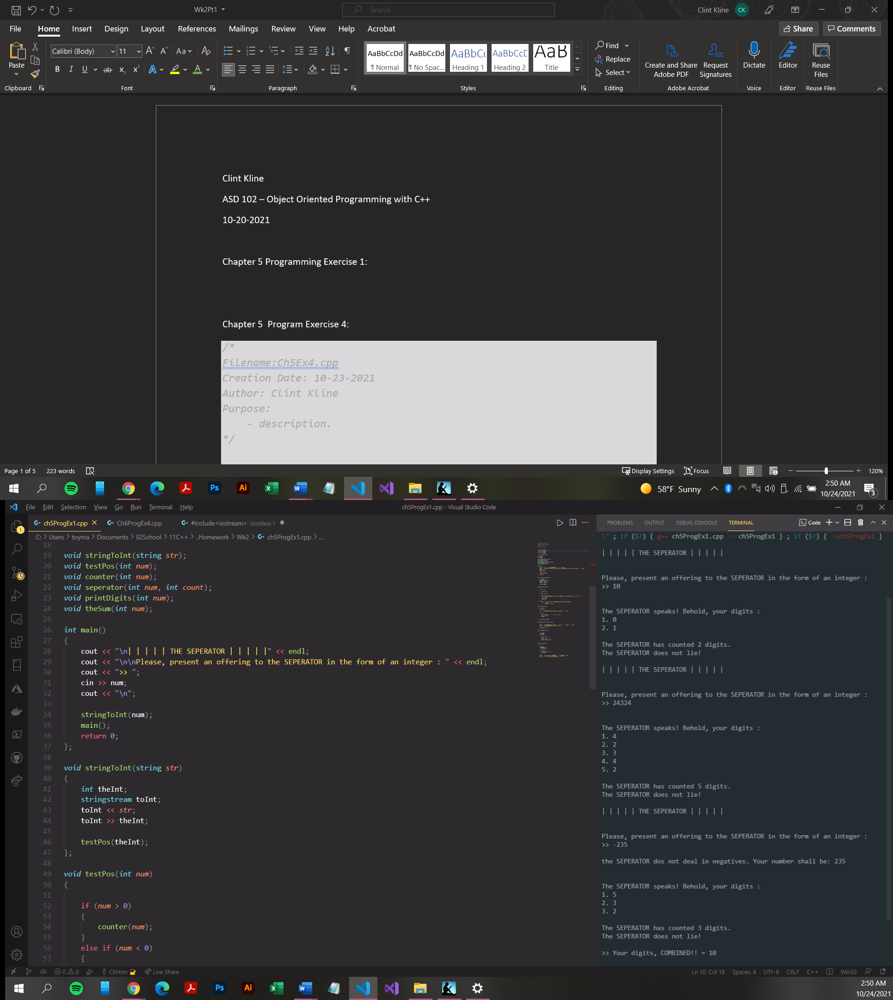 Wk2Pt1
Search
Clint Kline
CK
File Home Insert Design Layout References Mailings Review View Help Acrobat
Share
Comments
Paste
Calibri (Body) 11
AaBbCcDd AaBbCcDd AaBbC AaBbCcD AaB
¶ Normal ¶ No Spac... Heading 1 Heading 2 Title
Find
Replace
Select
Create and Share Adobe PDF
Request Signatures
Dictate
Editor
Reuse Files
Clipboard Font Paragraph Styles Editing Adobe Acrobat Voice Editor Reuse Files
Clint Kline
ASD 102 – Object Oriented Programming with C++
10-20-2021
Chapter 5 Programming Exercise 1:
Chapter 5  Program Exercise 4:
/*
Filename:Ch5Ex4.cpp
Creation Date: 10-23-2021
Author: Clint Kline
Purpose:
    - description.
*/
Page 1 of 5 223 words
Display Settings Focus 120%
58°F Sunny
2:50 AM
10/24/2021
3
File Edit Selection View Go Run Terminal Help
ch5ProgEx1.cpp - Visual Studio Code
ch5ProgEx1.cpp Ch6ProgEx4.cpp #include<iostream> Untitled-1
C: > Users > toyma > Documents > 02School > 11C++ > ..Homework > Wk2 > ch5ProgEx1.cpp > ...
18
19 void stringToInt(string str);
20 void testPos(int num);
21 void counter(int num);
22 void seperator(int num, int count);
23 void printDigits(int num);
24 void theSum(int num);
25
26 int main()
27 {
28     cout << "\n| | | | | THE SEPERATOR | | | | |" << endl;
29     cout << "\n\nPlease, present an offering to the SEPERATOR in the form of an integer : " << endl;
30     cout << ">> ";
31     cin >> num;
32     cout << "\n";
33
34     stringToInt(num);
35     main();
36     return 0;
37 };
38
39 void stringToInt(string str)
40 {
41     int theInt;
42     stringstream toInt;
43     toInt << str;
44     toInt >> theInt;
45
46     testPos(theInt);
47 };
48
49 void testPos(int num)
50 {
51
52     if (num > 0)
53     {
54         counter(num);
55     }
56     else if (num < 0)
57     {
PROBLEMS OUTPUT DEBUG CONSOLE TERMINAL
Code
\" ; if ($?) { g++ ch5ProgEx1.cpp -o ch5ProgEx1 } ; if ($?) { .\ch5ProgEx1 }
| | | | | THE SEPERATOR | | | | |
Please, present an offering to the SEPERATOR in the form of an integer :
>> 10
The SEPERATOR speaks! Behold, your digits :
1. 0
2. 1
The SEPERATOR has counted 2 digits.
The SEPERATOR does not lie!
| | | | | THE SEPERATOR | | | | |
Please, present an offering to the SEPERATOR in the form of an integer :
>> 24324
The SEPERATOR speaks! Behold, your digits :
1. 4
2. 2
3. 3
4. 4
5. 2
The SEPERATOR has counted 5 digits.
The SEPERATOR does not lie!
| | | | | THE SEPERATOR | | | | |
Please, present an offering to the SEPERATOR in the form of an integer :
>> -235
the SEPERATOR dos not deal in negatives. Your number shall be: 235
The SEPERATOR speaks! Behold, your digits :
1. 5
2. 3
3. 2
The SEPERATOR has counted 3 digits.
The SEPERATOR does not lie!
>> Your digits, COMBINED!! = 10
0 0 Clinton Live Share
Ln 10, Col 18 Spaces: 4 UTF-8 CRLF C++ Win32
2:50 AM
10/24/2021